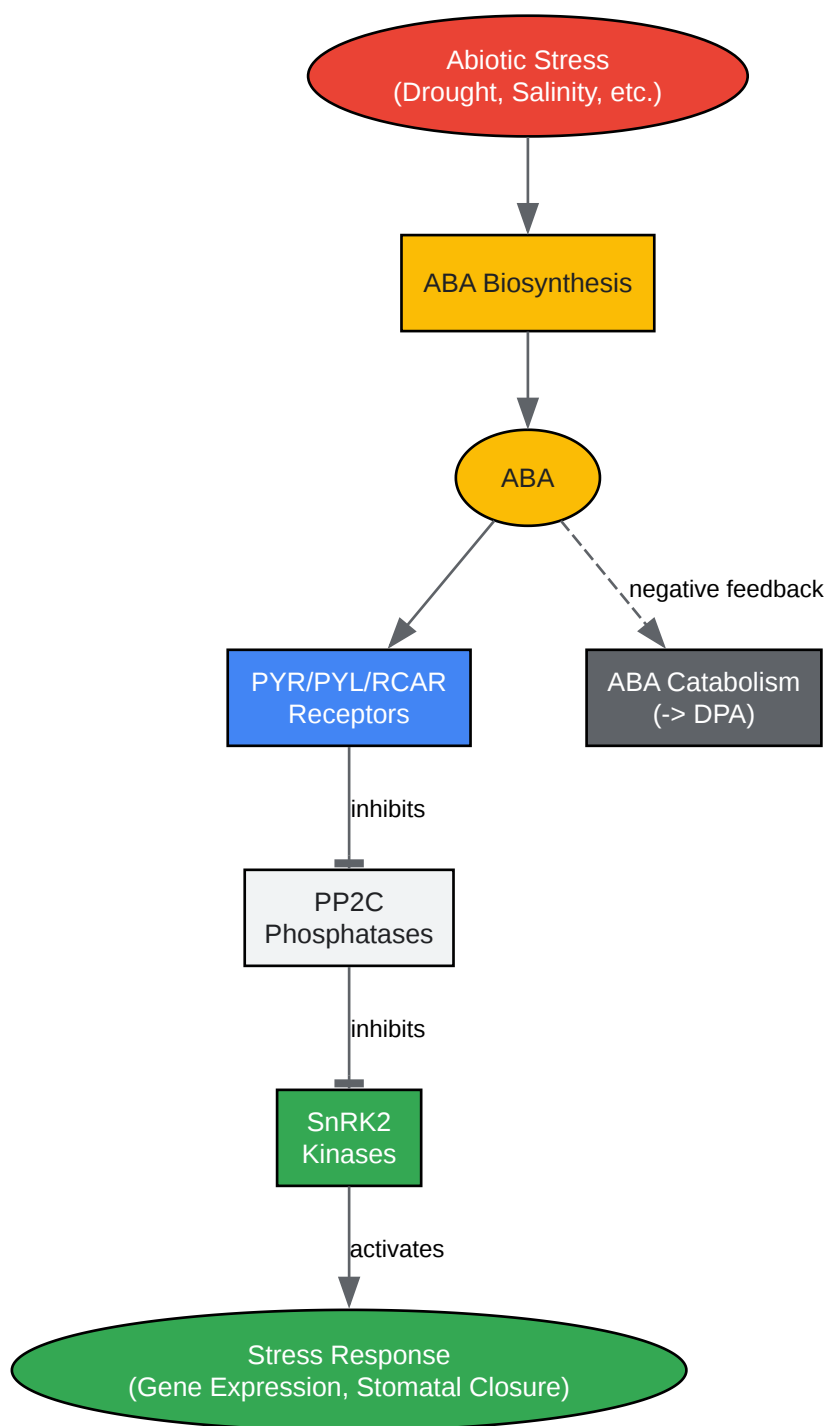 Abiotic Stress
(Drought, Salinity, etc.)
ABA Biosynthesis
ABA
negative feedback
PYR/PYL/RCAR
Receptors
ABA Catabolism
(-> DPA)
inhibits
PP2C
Phosphatases
inhibits
SnRK2
Kinases
activates
Stress Response
(Gene Expression, Stomatal Closure)